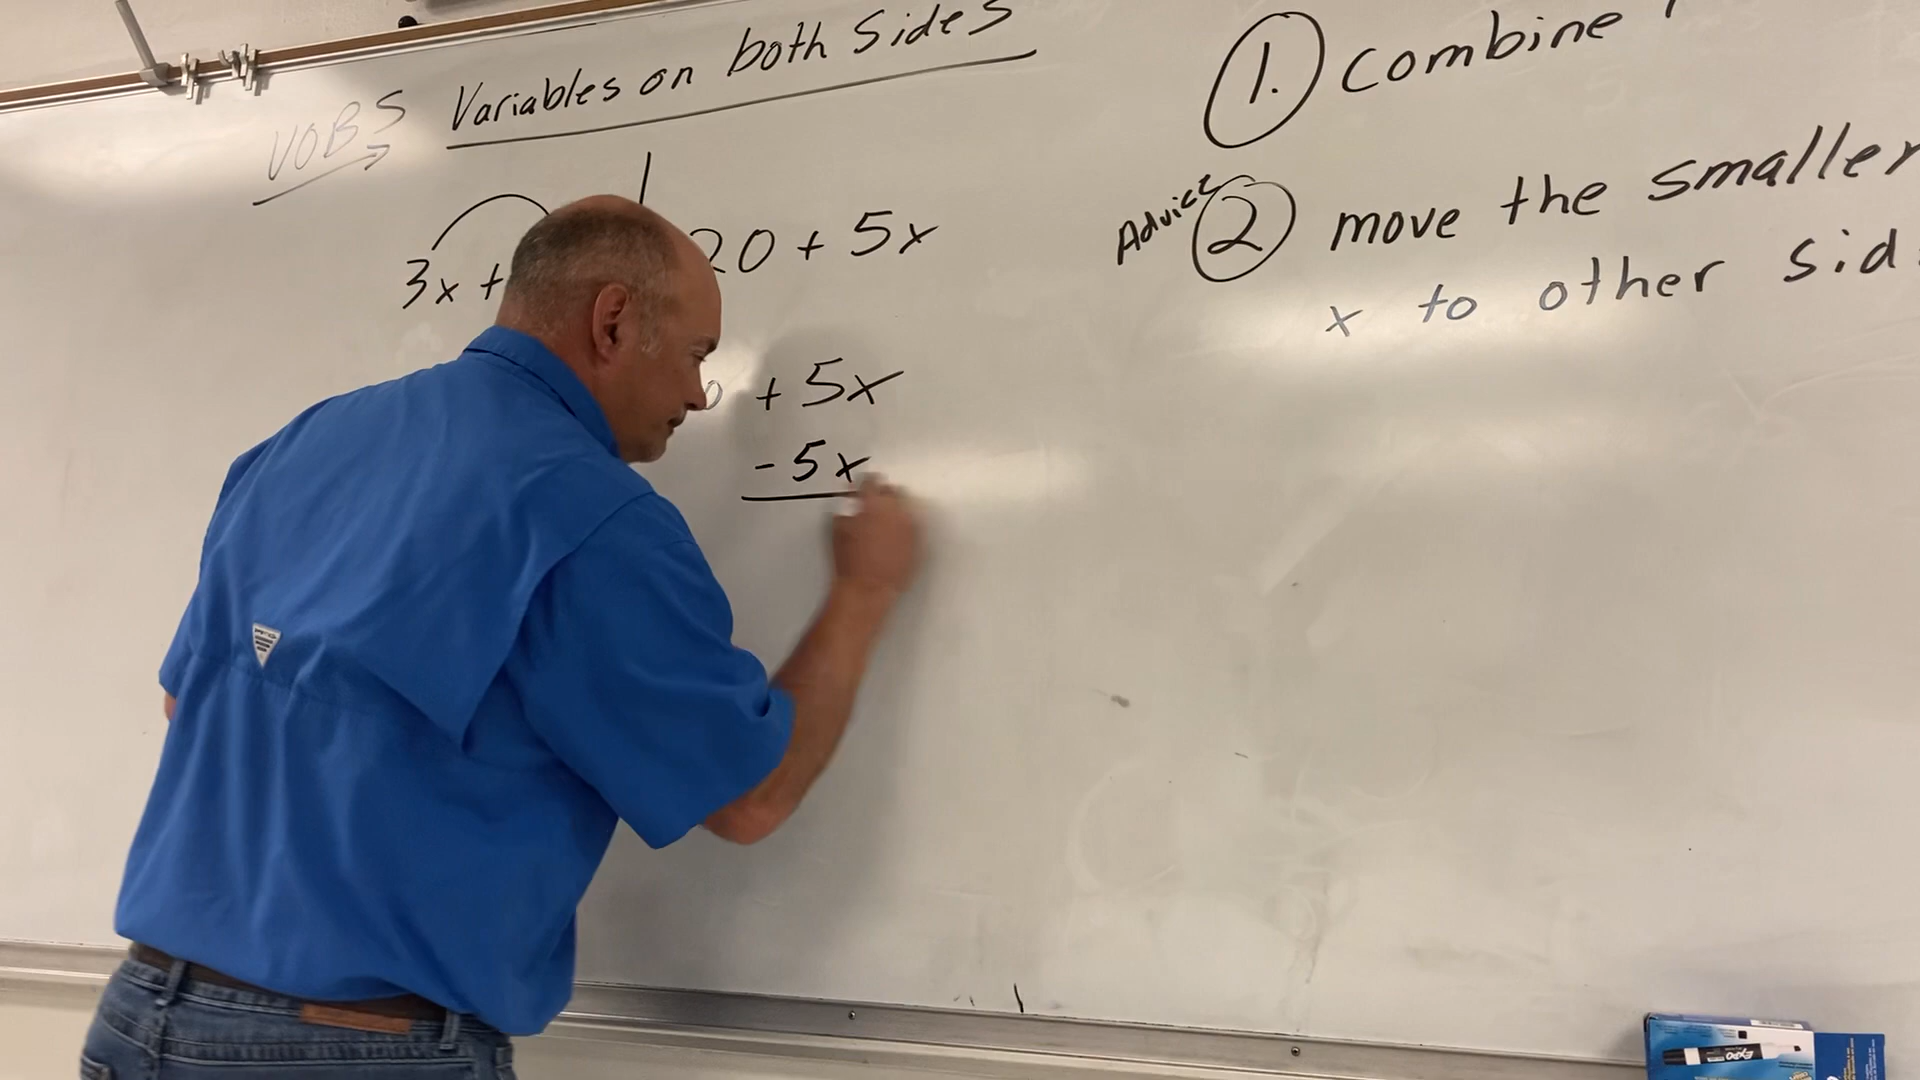 VOBS Variables on both Sides
3x + 20 + 5x
+ 5x
- 5x
1. Combine
Advice 2 move the smaller
x to other sid
EXPO